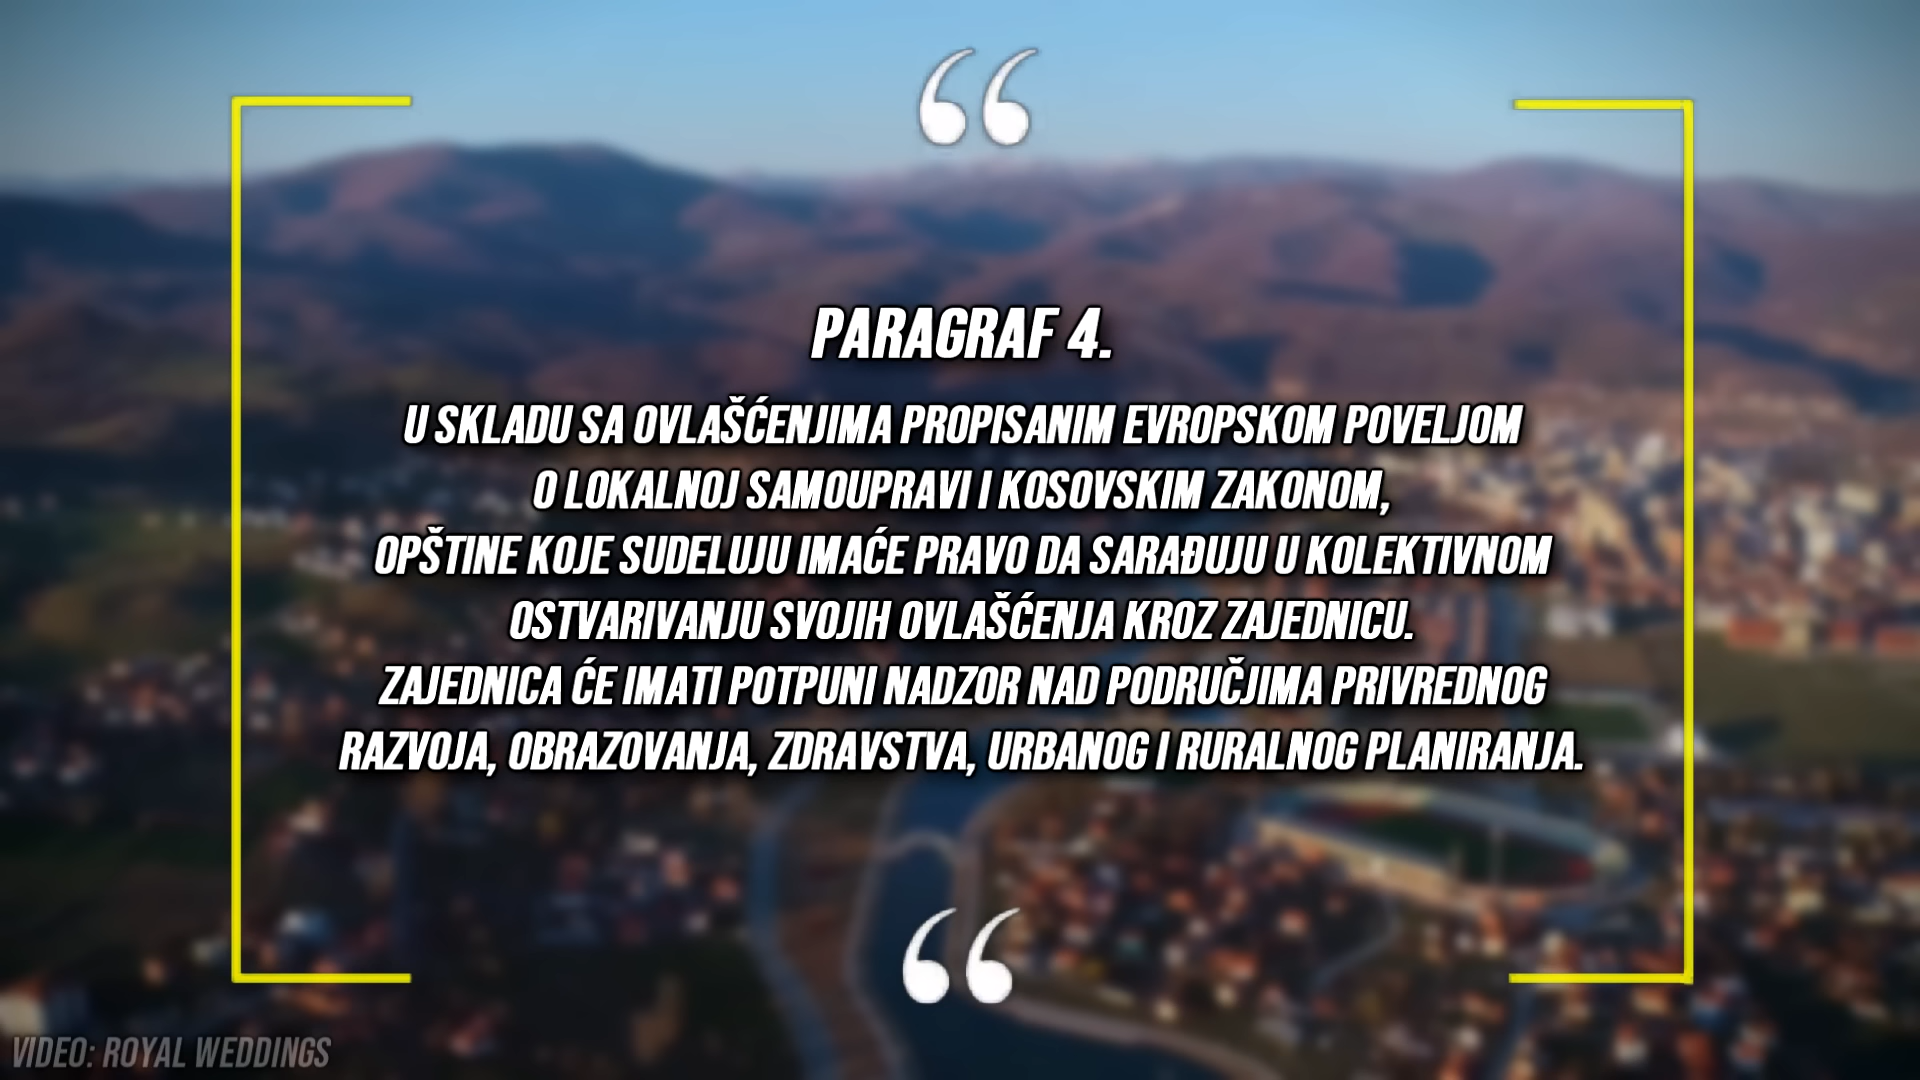 “
PARAGRAF 4.
U SKLADU SA OVLAŠĆENJIMA PROPISANIM EVROPSKOM POVELJOM
O LOKALNOJ SAMOUPRAVI I KOSOVSKIM ZAKONOM,
OPŠTINE KOJE SUDELUJU IMAĆE PRAVO DA SARAĐUJU U KOLEKTIVNOM
OSTVARIVANJU SVOJIH OVLAŠĆENJA KROZ ZAJEDNICU.
ZAJEDNICA ĆE IMATI POTPUNI NADZOR NAD PODRUČJIMA PRIVREDNOG
RAZVOJA, OBRAZOVANJA, ZDRAVSTVA, URBANOG I RURALNOG PLANIRANJA.
“
VIDEO: ROYAL WEDDINGS